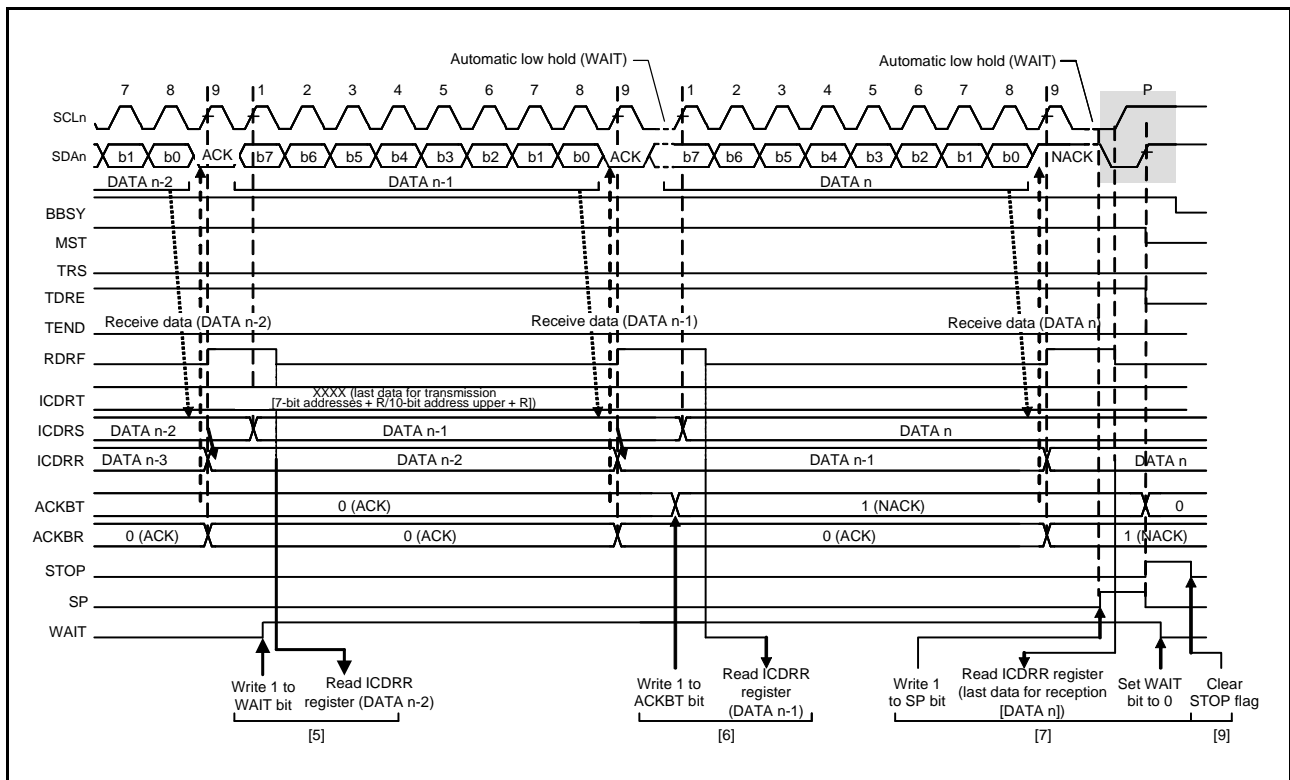 Automatic low hold (WAIT)
Automatic low hold (WAIT)
7 8 9 1 2 3 4 5 6 7 8 9 1 2 3 4 5 6 7 8 9 P
SCLn
SDAn b1 b0 ACK b7 b6 b5 b4 b3 b2 b1 b0 ACK b7 b6 b5 b4 b3 b2 b1 b0 NACK
DATA n-2 DATA n-1 DATA n
BBSY
MST
TRS
TDRE
Receive data (DATA n-2) Receive data (DATA n-1) Receive data (DATA n)
TEND
RDRF
XXXX (last data for transmission
[7-bit addresses + R/10-bit address upper + R])
ICDRT
ICDRS DATA n-2 DATA n-1 DATA n
ICDRR DATA n-3 DATA n-2 DATA n-1 DATA n
ACKBT 0 (ACK) 1 (NACK) 0
ACKBR 0 (ACK) 0 (ACK) 0 (ACK) 1 (NACK)
STOP
SP
WAIT
Write 1 to
WAIT bit
Read ICDRR
register (DATA n-2)
[5]
Write 1 to
ACKBT bit
Read ICDRR
register
(DATA n-1)
[6]
Write 1
to SP bit
Read ICDRR register
(last data for reception
[DATA n])
Set WAIT
bit to 0
[7]
Clear
STOP flag
[9]